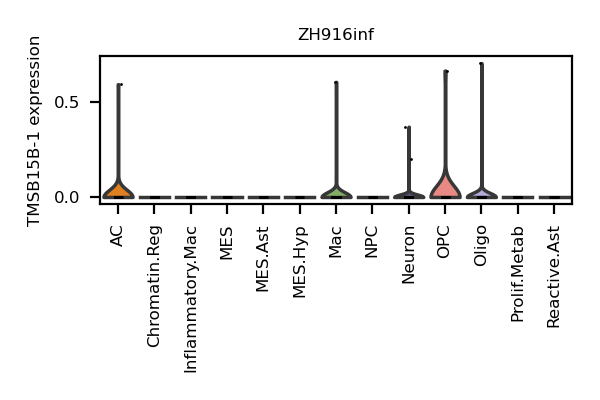 ZH916inf
TMSB15B-1 expression
0.5
0.0
AC
Chromatin.Reg
Inflammatory.Mac
MES
MES.Ast
MES.Hyp
Mac
NPC
Neuron
OPC
Oligo
Prolif.Metab
Reactive.Ast